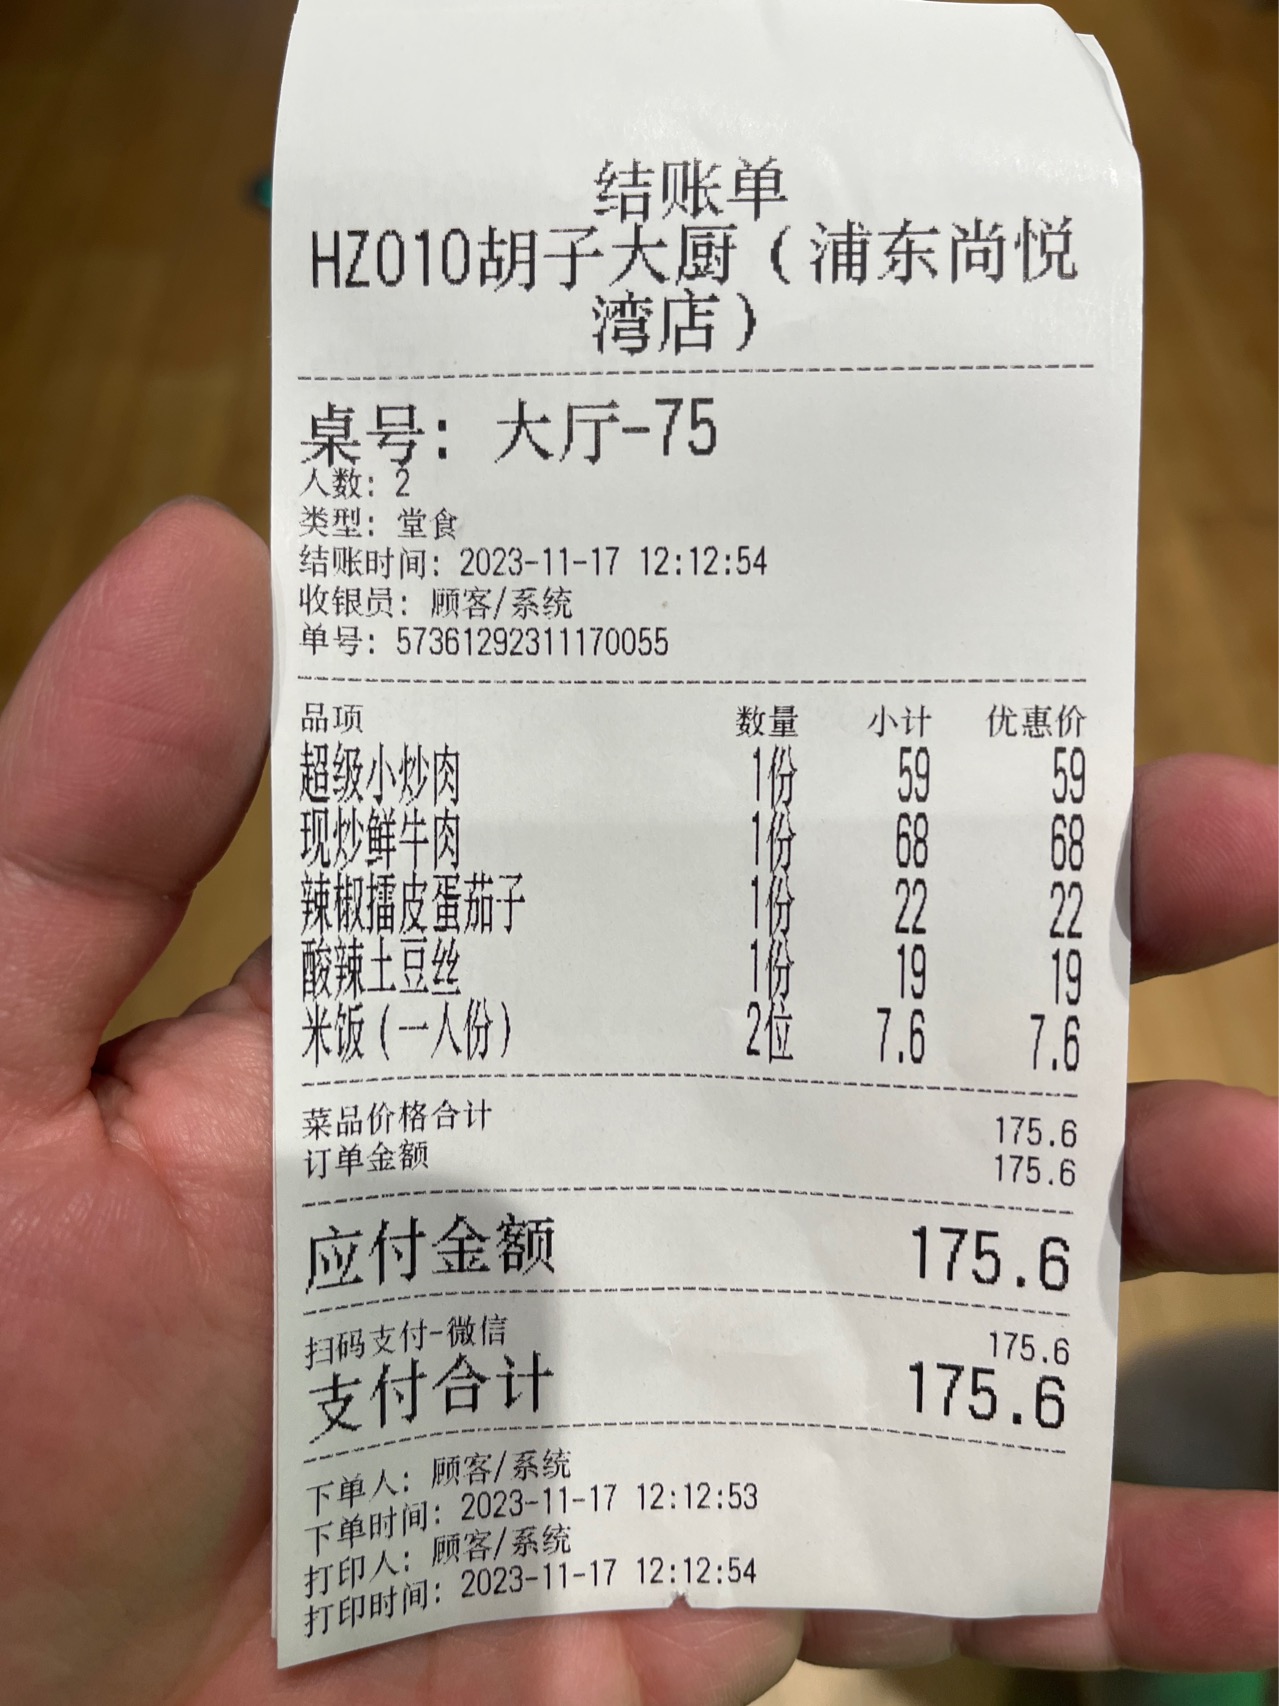 结账单
HZ010胡子大厨（浦东尚悦
湾店）
桌号：大厅-75
人数：2
类型：堂食
结账时间：2023-11-17 12:12:54
收银员：顾客/系统
单号：57361292311170055
品项 数量 小计 优惠价
超级小炒肉 1份 59 59
现炒鲜牛肉 1份 68 68
辣椒擂皮蛋茄子 1份 22 22
酸辣土豆丝 1份 19 19
米饭（一人份） 2位 7.6 7.6
菜品价格合计 175.6
订单金额 175.6
应付金额 175.6
扫码支付-微信 175.6
支付合计 175.6
下单人：顾客/系统
下单时间：2023-11-17 12:12:53
打印人：顾客/系统
打印时间：2023-11-17 12:12:54